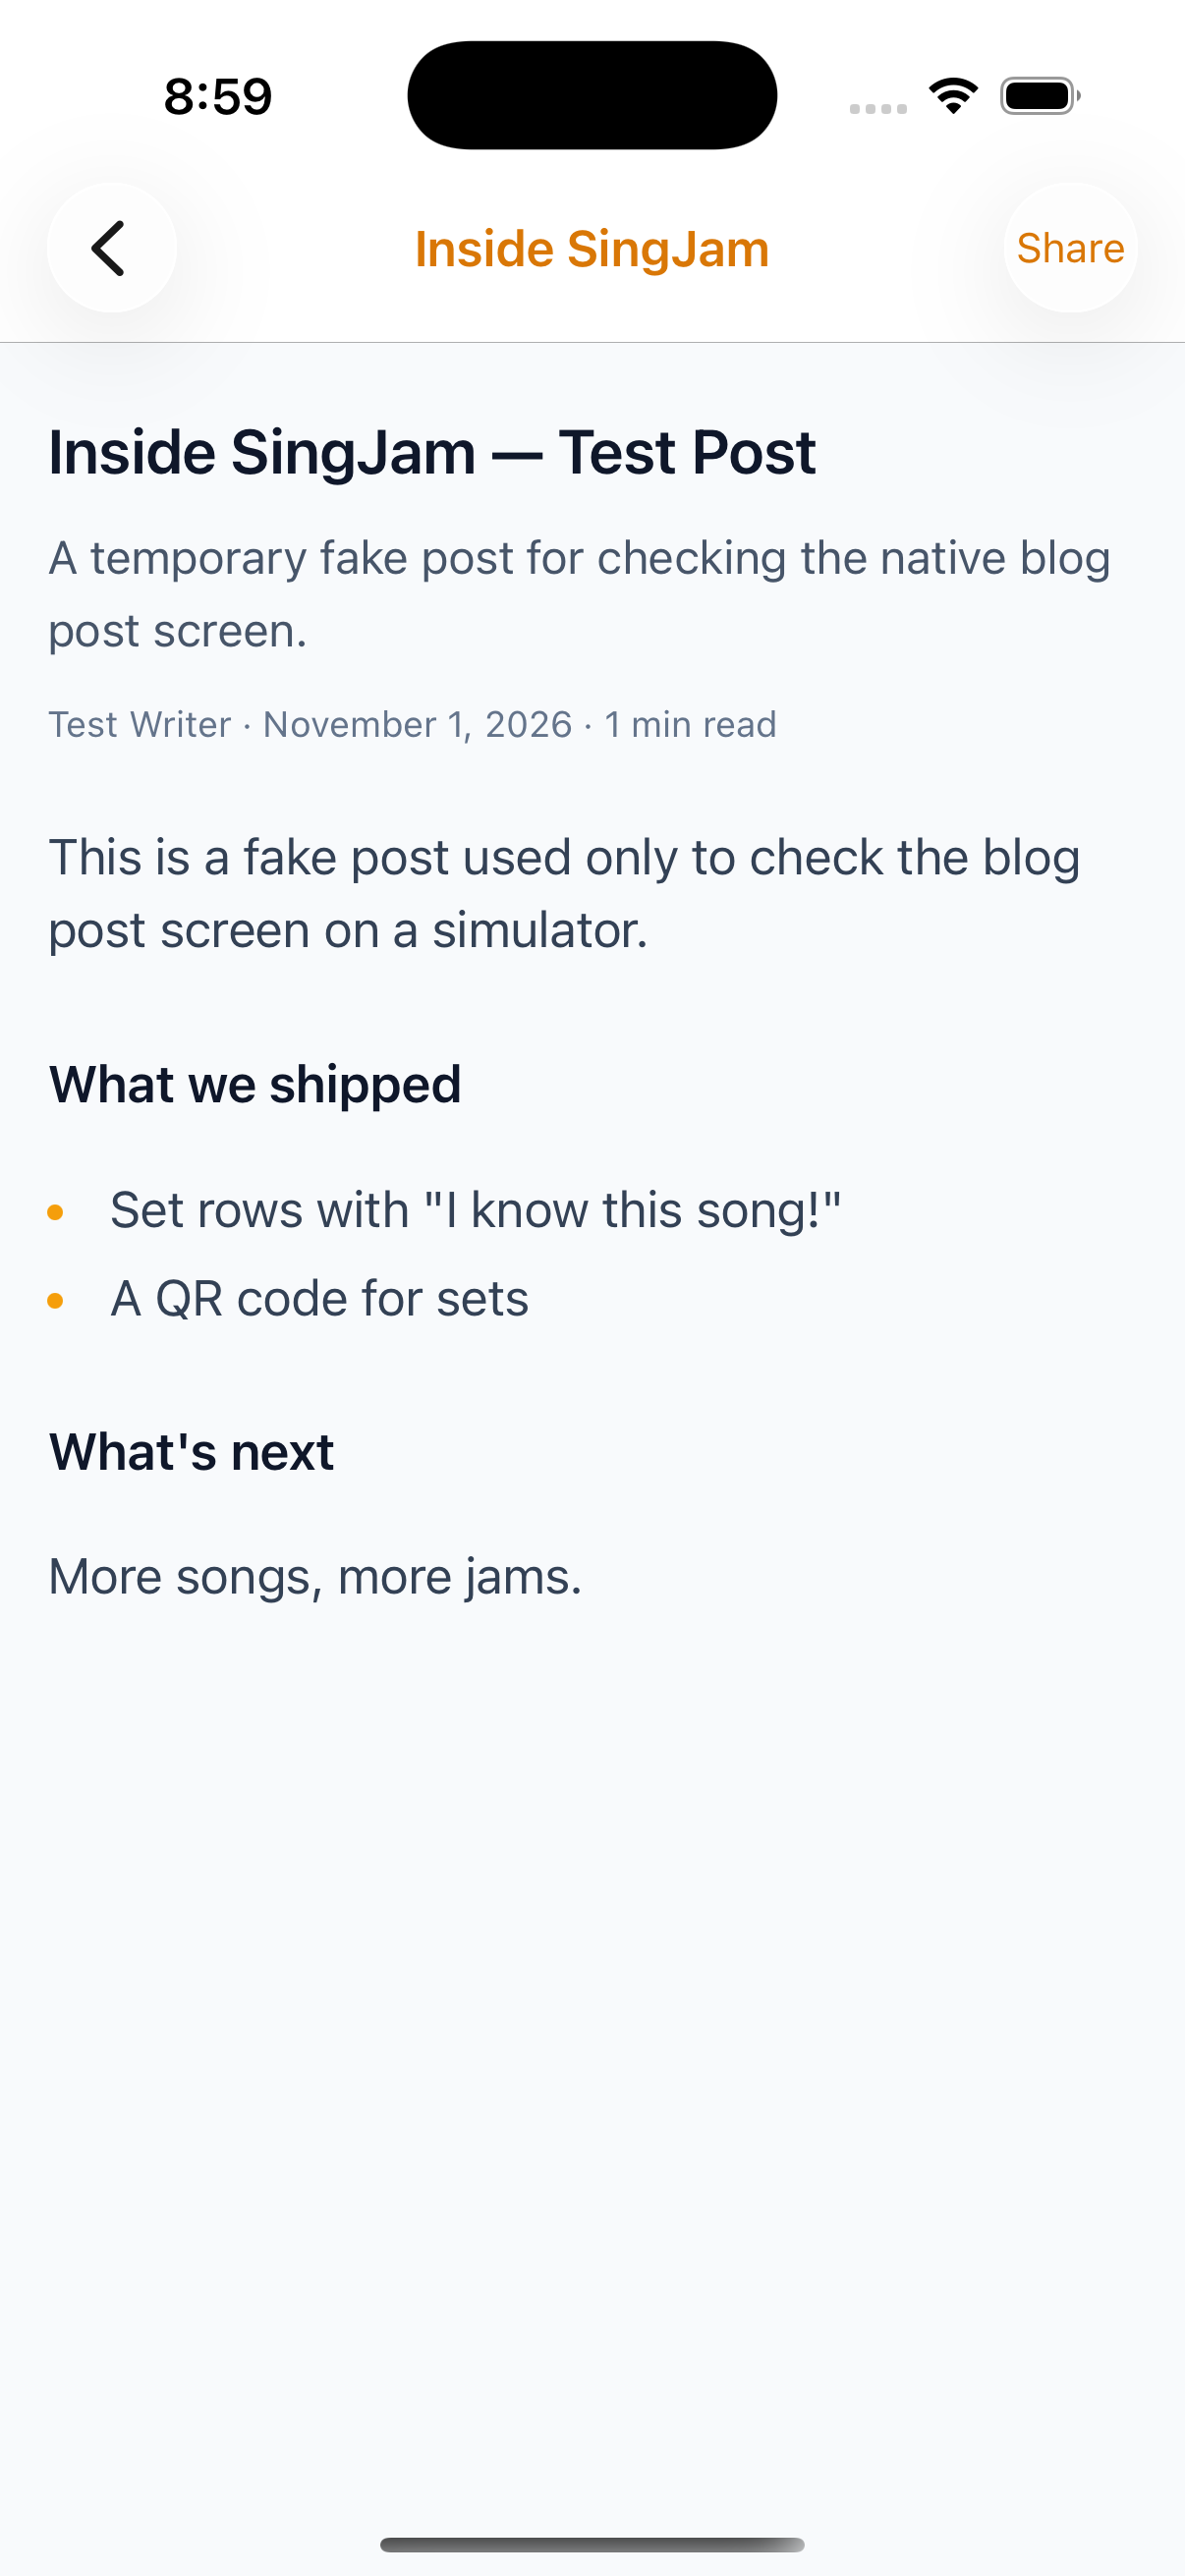 8:59
Inside SingJam
Share
Inside SingJam — Test Post
A temporary fake post for checking the native blog
post screen.
Test Writer · November 1, 2026 · 1 min read
This is a fake post used only to check the blog
post screen on a simulator.
What we shipped
• Set rows with "I know this song!"
• A QR code for sets
What's next
More songs, more jams.